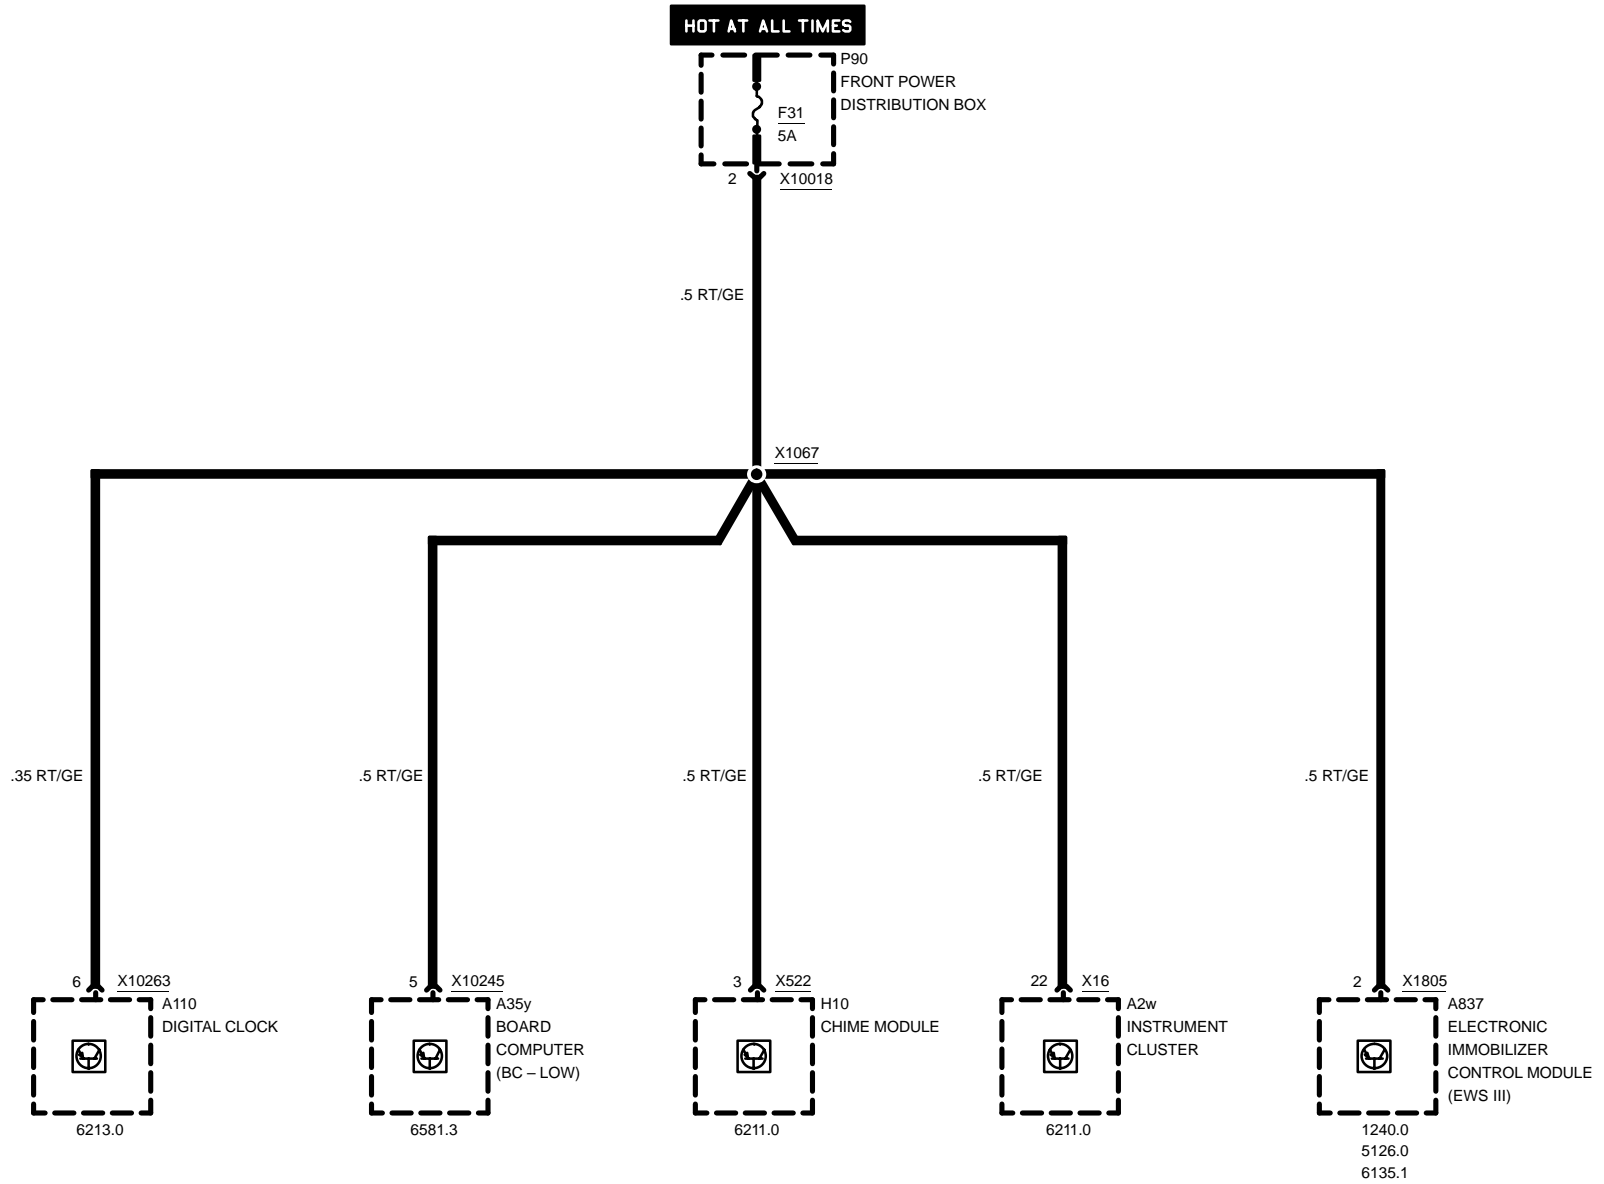 HOT AT ALL TIMES
P90
FRONT POWER
DISTRIBUTION BOX
F31
5A
2 X10018
.5 RT/GE
X1067
.35 RT/GE
.5 RT/GE
.5 RT/GE
.5 RT/GE
.5 RT/GE
6 X10263
A110
DIGITAL CLOCK
6213.0
5 X10245
A35y
BOARD
COMPUTER
(BC – LOW)
6581.3
3 X522
H10
CHIME MODULE
6211.0
22 X16
A2w
INSTRUMENT
CLUSTER
6211.0
2 X1805
A837
ELECTRONIC
IMMOBILIZER
CONTROL MODULE
(EWS III)
1240.0
5126.0
6135.1